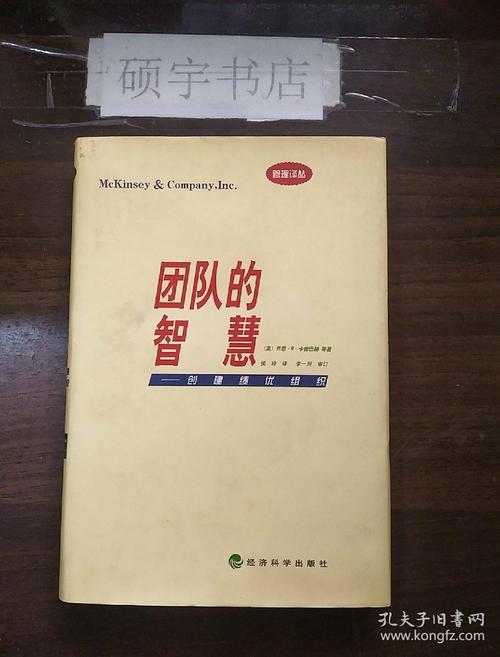 硕宇书店
McKinsey & Company, Inc.
管理译丛
团队的
智 慧
(美) 乔恩·R·卡曾巴赫 等著
侯玲 译 李一川 审订
——创建绩优组织
经济科学出版社
孔夫子旧书网
www.kongfz.com